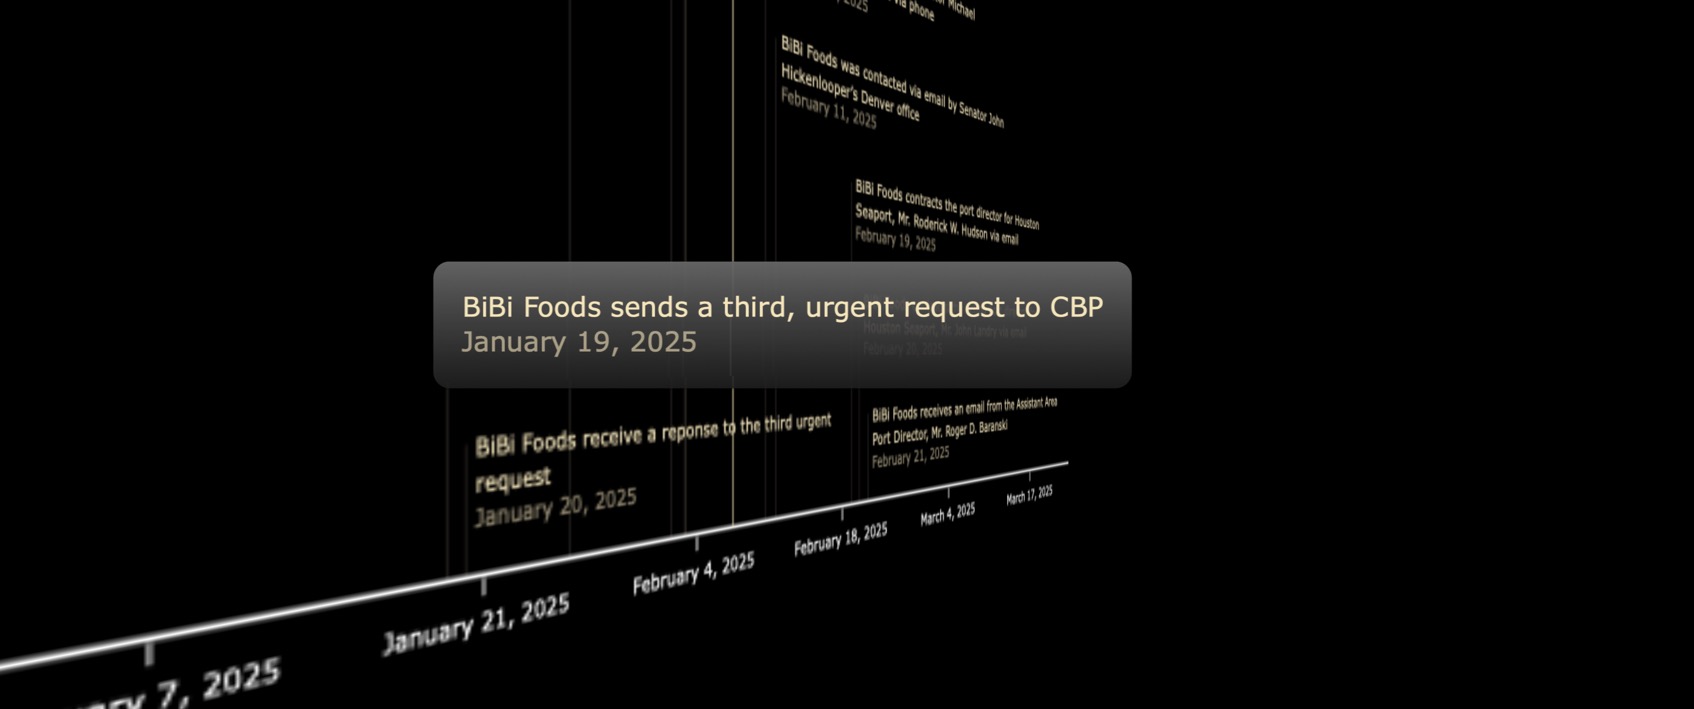 , 2025
via phone
Michael
BiBi Foods was contacted via email by Senator John
Hickenlooper's Denver office
February 11, 2025
BiBi Foods contracts the port director for Houston
Seaport, Mr. Roderick W. Hudson via email
February 19, 2025
BiBi Foods sends a third, urgent request to CBP
January 19, 2025
Houston Seaport, Mr. John Landry via email
February 20, 2025
BiBi Foods receive a reponse to the third urgent
request
January 20, 2025
BiBi Foods receives an email from the Assistant Area
Port Director, Mr. Roger D. Baranski
February 21, 2025
7, 2025
January 21, 2025
February 4, 2025
February 18, 2025
March 4, 2025
March 17, 2025